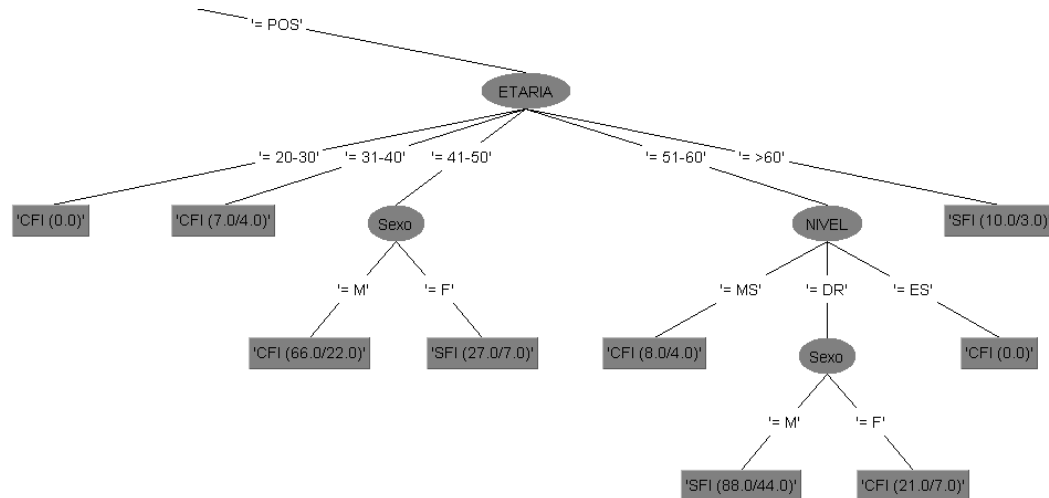 '= POS'
ETARIA
'= 20-30' '= 31-40' '= 41-50' '= 51-60' '= >60'
'CFI (0.0)' 'CFI (7.0/4.0)' Sexo NIVEL 'SFI (10.0/3.0)
'= M' '= F' '= MS' '= DR' '= ES'
'CFI (66.0/22.0)' 'SFI (27.0/7.0)' 'CFI (8.0/4.0)' Sexo 'CFI (0.0)'
'= M' '= F'
'SFI (88.0/44.0)' 'CFI (21.0/7.0)'